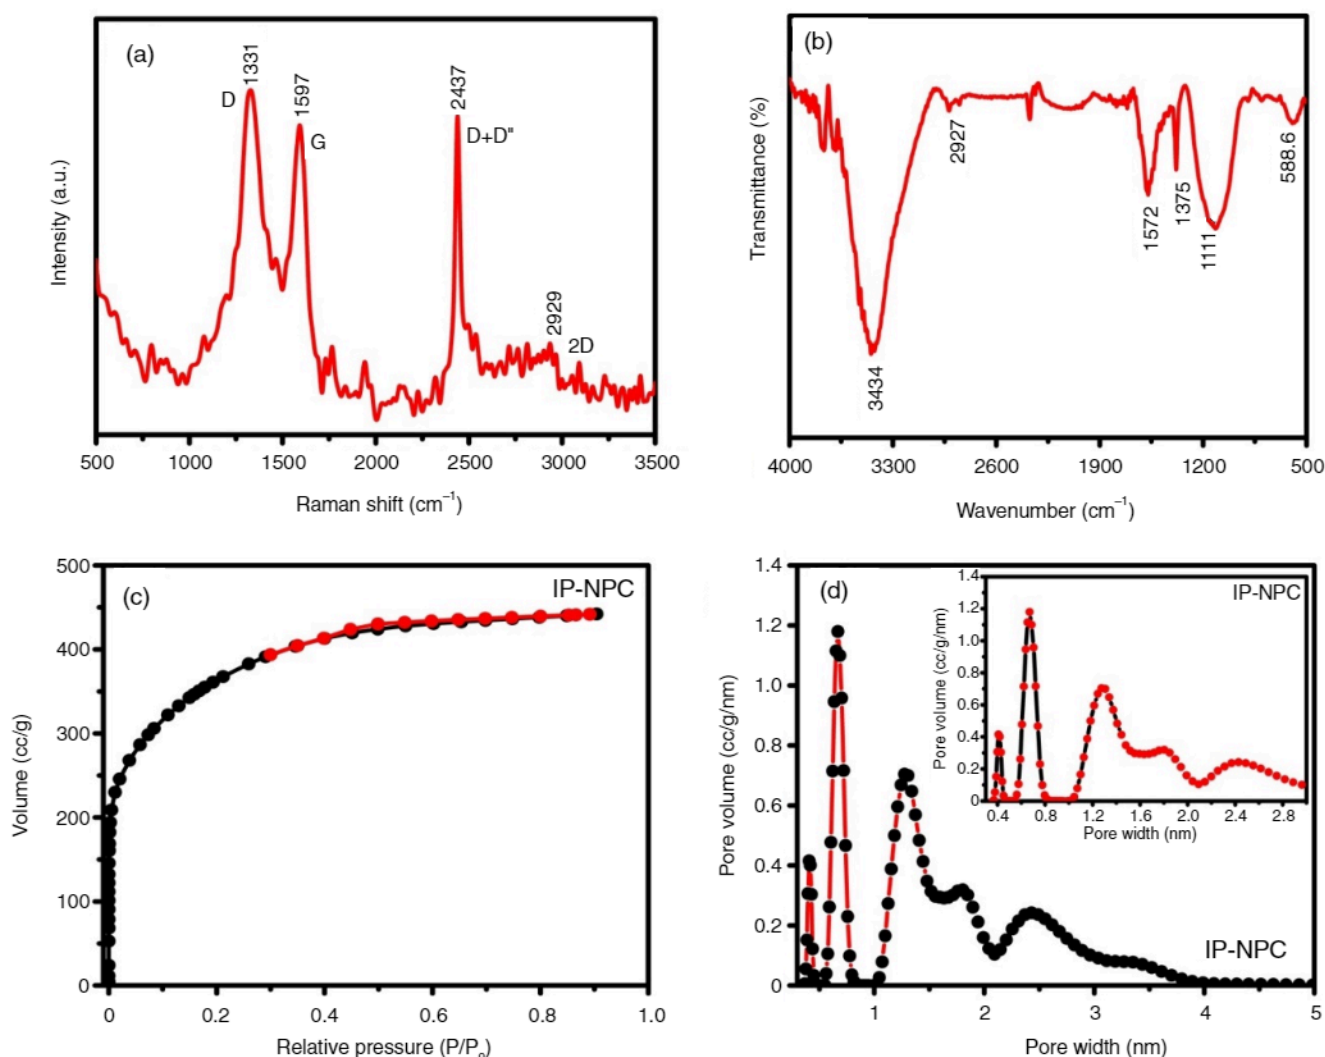 (a)
1331
1597
2437
D
G
D+D"
2929
2D
Intensity (a.u.)
500 1000 1500 2000 2500 3000 3500
Raman shift (cm⁻¹)
(b)
2927
588.6
1572
1375
1111
3434
Transmittance (%)
4000 3300 2600 1900 1200 500
Wavenumber (cm⁻¹)
(c)
IP-NPC
500
400
300
200
100
0
Volume (cc/g)
0 0.2 0.4 0.6 0.8 1.0
Relative pressure (P/P₀)
(d)
1.4
1.2
1.0
0.8
0.6
0.4
0.2
0
Pore volume (cc/g/nm)
IP-NPC
1 2 3 4 5
Pore width (nm)
IP-NPC
1.4
1.2
1.0
0.8
0.6
0.4
0.2
0
Pore volume (cc/g/nm)
0.4 0.8 1.2 1.6 2.0 2.4 2.8
Pore width (nm)